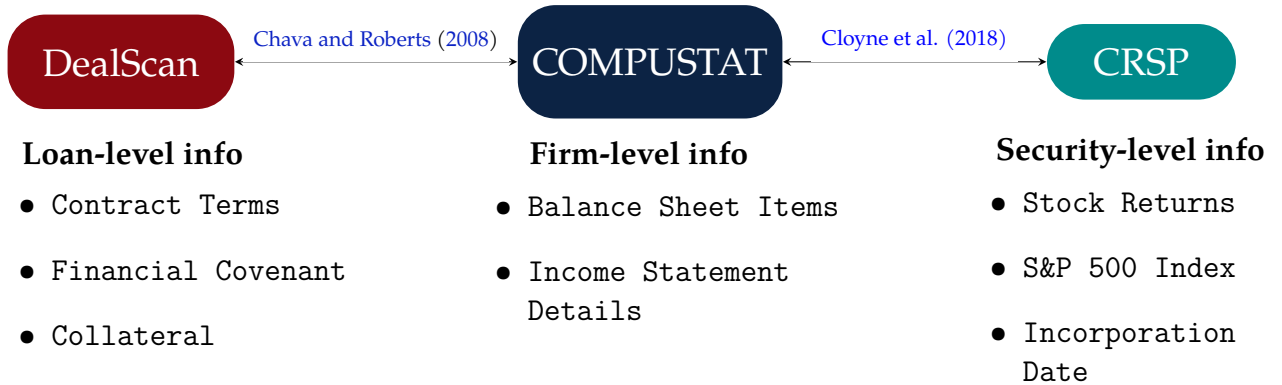 DealScan
Chava and Roberts (2008)
COMPUSTAT
Cloyne et al. (2018)
CRSP
Loan-level info
• Contract Terms
• Financial Covenant
• Collateral
Firm-level info
• Balance Sheet Items
• Income Statement
Details
Security-level info
• Stock Returns
• S&P 500 Index
• Incorporation
Date